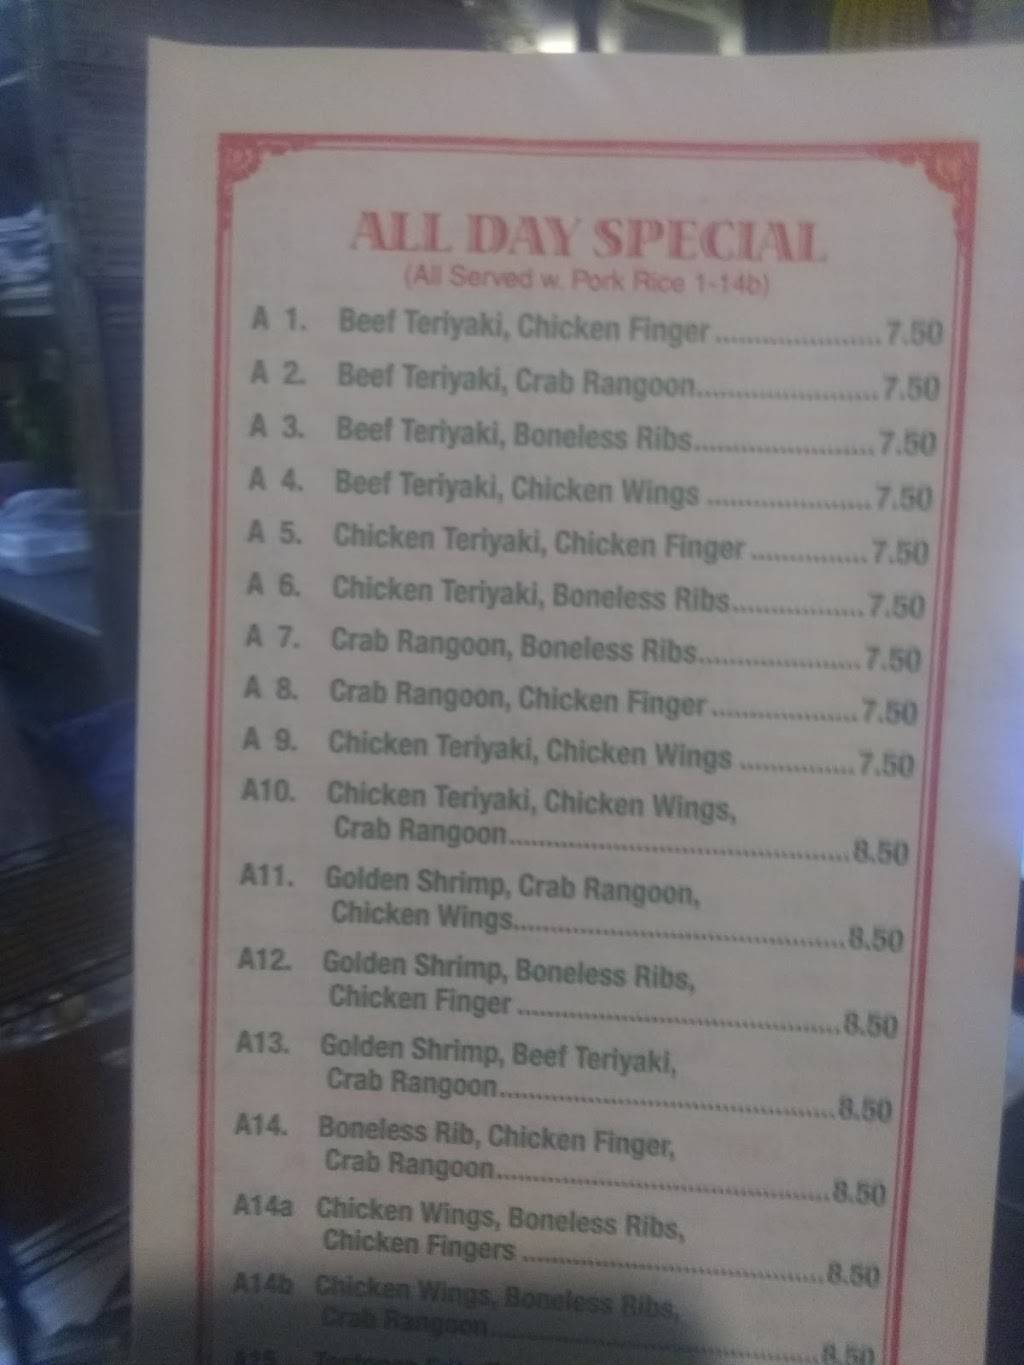 ALL DAY SPECIAL
(All Served w. Pork Rice 1-14b)
A 1. Beef Teriyaki, Chicken Finger.....................7.50
A 2. Beef Teriyaki, Crab Rangoon.......................7.50
A 3. Beef Teriyaki, Boneless Ribs.......................7.50
A 4. Beef Teriyaki, Chicken Wings .....................7.50
A 5. Chicken Teriyaki, Chicken Finger...............7.50
A 6. Chicken Teriyaki, Boneless Ribs.................7.50
A 7. Crab Rangoon, Boneless Ribs.....................7.50
A 8. Crab Rangoon, Chicken Finger...................7.50
A 9. Chicken Teriyaki, Chicken Wings ...............7.50
A10. Chicken Teriyaki, Chicken Wings,
Crab Rangoon...........................................8.50
A11. Golden Shrimp, Crab Rangoon,
Chicken Wings..........................................8.50
A12. Golden Shrimp, Boneless Ribs,
Chicken Finger .........................................8.50
A13. Golden Shrimp, Beef Teriyaki,
Crab Rangoon...........................................8.50
A14. Boneless Rib, Chicken Finger,
Crab Rangoon...........................................8.50
A14a Chicken Wings, Boneless Ribs,
Chicken Fingers .......................................8.50
A14b Chicken Wings, Boneless Ribs,
Crab Rangoon...........................................8.50